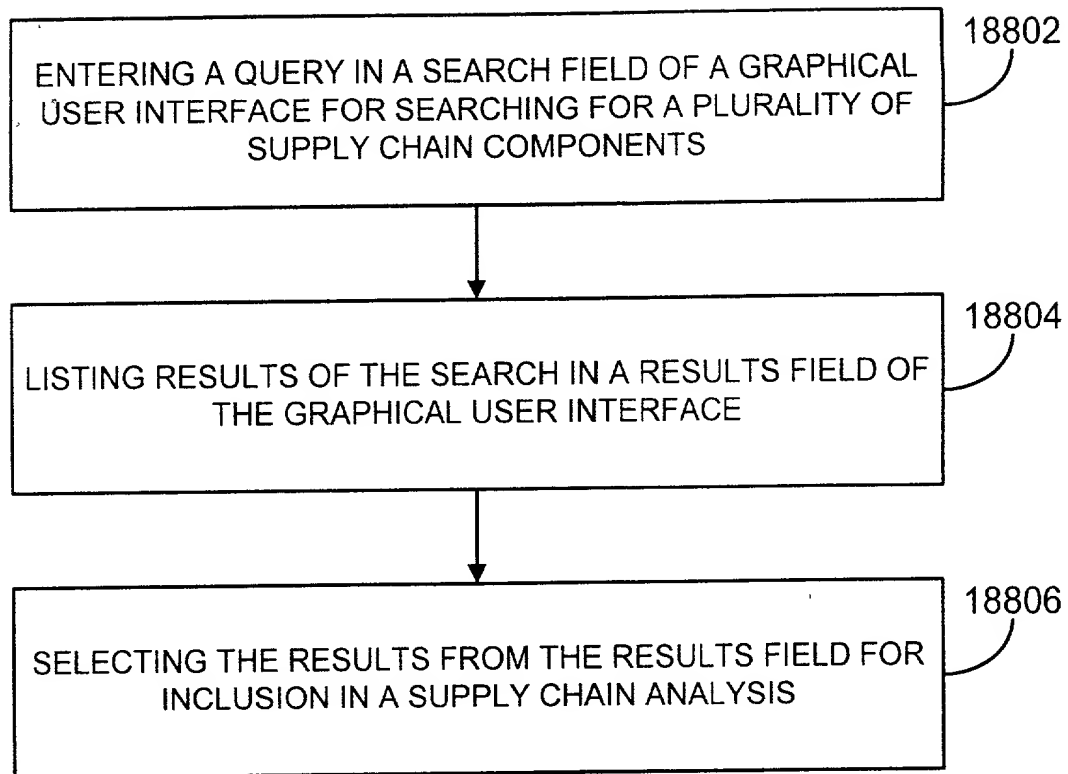 18802
ENTERING A QUERY IN A SEARCH FIELD OF A GRAPHICAL
USER INTERFACE FOR SEARCHING FOR A PLURALITY OF
SUPPLY CHAIN COMPONENTS
18804
LISTING RESULTS OF THE SEARCH IN A RESULTS FIELD OF
THE GRAPHICAL USER INTERFACE
18806
SELECTING THE RESULTS FROM THE RESULTS FIELD FOR
INCLUSION IN A SUPPLY CHAIN ANALYSIS